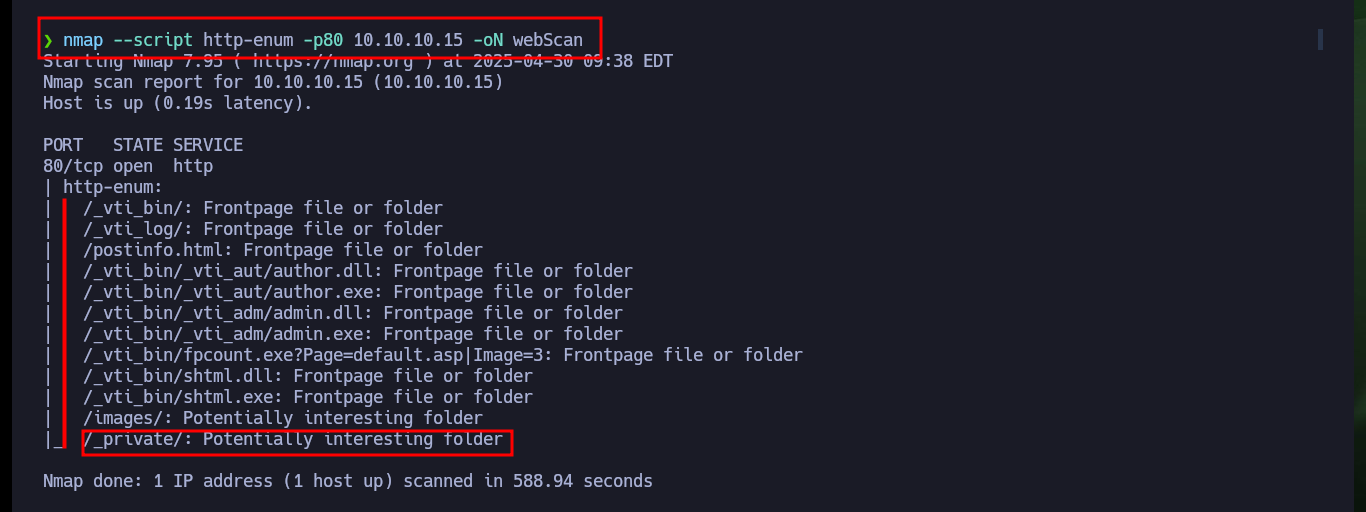 ❯ nmap --script http-enum -p80 10.10.10.15 -oN webScan
Starting Nmap 7.95 ( https://nmap.org ) at 2025-04-30 09:38 EDT
Nmap scan report for 10.10.10.15 (10.10.10.15)
Host is up (0.19s latency).
PORT   STATE SERVICE
80/tcp open  http
| http-enum:
|   /_vti_bin/: Frontpage file or folder
|   /_vti_log/: Frontpage file or folder
|   /postinfo.html: Frontpage file or folder
|   /_vti_bin/_vti_aut/author.dll: Frontpage file or folder
|   /_vti_bin/_vti_aut/author.exe: Frontpage file or folder
|   /_vti_bin/_vti_adm/admin.dll: Frontpage file or folder
|   /_vti_bin/_vti_adm/admin.exe: Frontpage file or folder
|   /_vti_bin/fpcount.exe?Page=default.asp|Image=3: Frontpage file or folder
|   /_vti_bin/shtml.dll: Frontpage file or folder
|   /_vti_bin/shtml.exe: Frontpage file or folder
|   /images/: Potentially interesting folder
|_  /_private/: Potentially interesting folder
Nmap done: 1 IP address (1 host up) scanned in 588.94 seconds